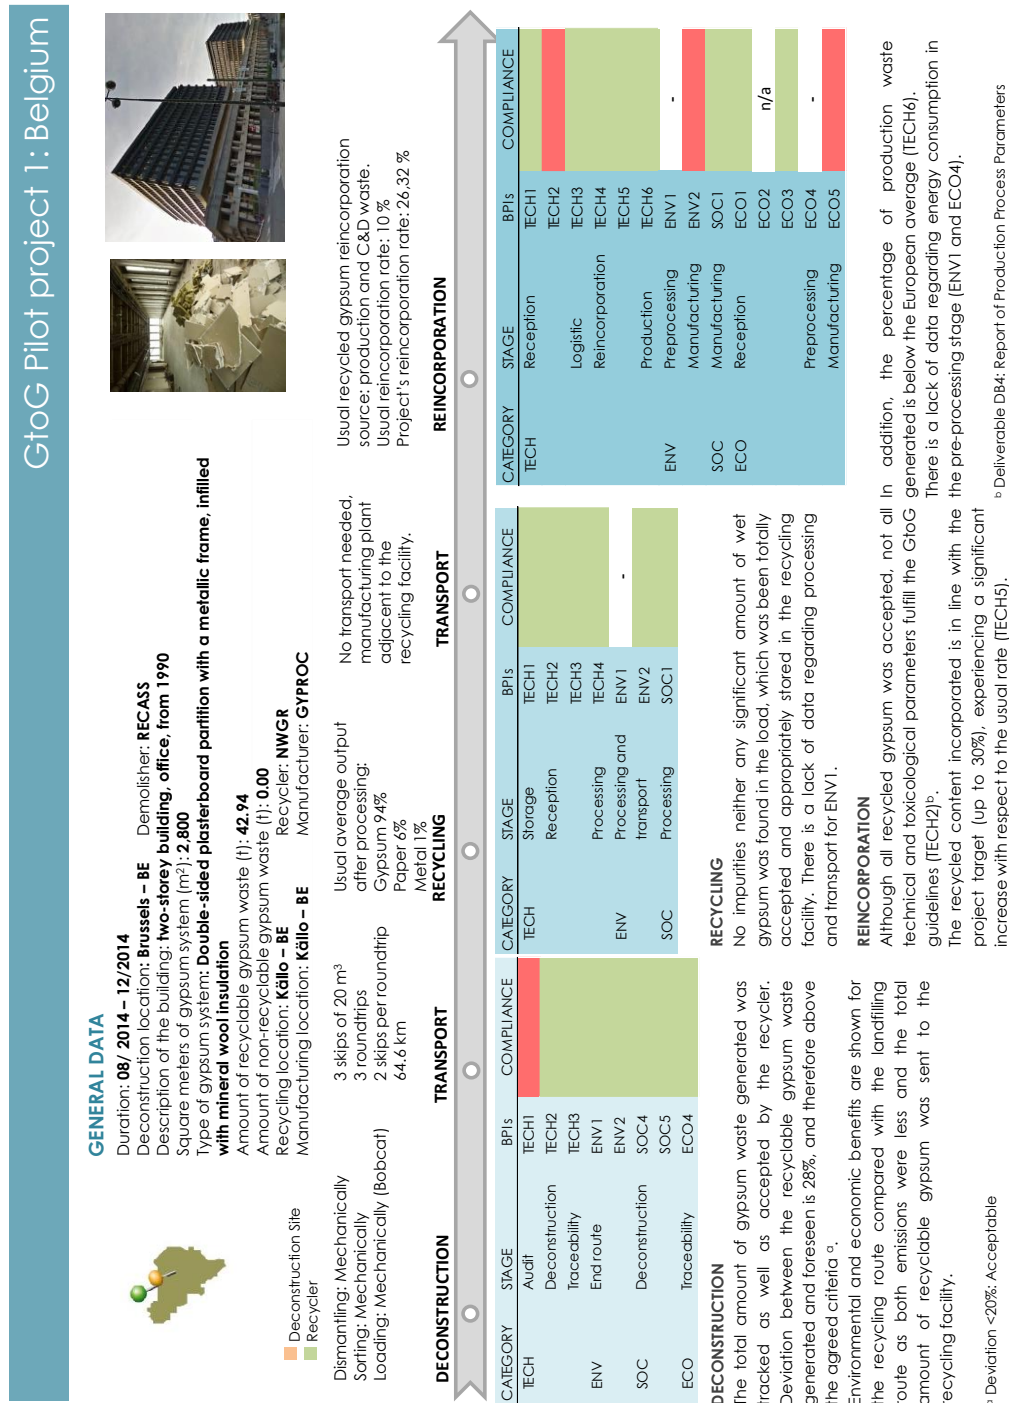 GtoG Pilot project 1: Belgium
GENERAL DATA
Duration: 08/ 2014 – 12/2014
Deconstruction location: Brussels – BE Demolisher: RECASS
Description of the building: two-storey building, office, from 1990
Square meters of gypsum system (m²): 2,800
Type of gypsum system: Double-sided plasterboard partition with a metallic frame, infilled
with mineral wool insulation
Amount of recyclable gypsum waste (t): 42.94
Amount of non-recyclable gypsum waste (t): 0.00
Recycling location: Källo – BE Recycler: NWGR
Manufacturing location: Källo – BE Manufacturer: GYPROC
Deconstruction Site
Recycler
Dismantling: Mechanically
Sorting: Mechanically
Loading: Mechanically (Bobcat)
3 skips of 20 m³
3 roundtrips
2 skips per roundtrip
64.6 km
Usual average output
after processing:
Gypsum 94%
Paper 6%
Metal 1%
No transport needed,
manufacturing plant
adjacent to the
recycling facility.
Usual recycled gypsum reincorporation
source: production and C&D waste.
Usual reincorporation rate: 10 %
Project's reincorporation rate: 26,32 %
DECONSTRUCTION TRANSPORT RECYCLING TRANSPORT REINCORPORATION
CATEGORY STAGE BPIs COMPLIANCE
TECH Audit TECH1
Deconstruction TECH2
Traceability TECH3
ENV End route ENV1
ENV2
SOC Deconstruction SOC4
SOC5
ECO Traceability ECO4
CATEGORY STAGE BPIs COMPLIANCE
TECH Storage TECH1
Reception TECH2
TECH3
Processing TECH4
ENV Processing and ENV1 -
transport ENV2
SOC Processing SOC1
CATEGORY STAGE BPIs COMPLIANCE
TECH Reception TECH1
TECH2
Logistic TECH3
Reincorporation TECH4
TECH5
Production TECH6
ENV Preprocessing ENV1 -
Manufacturing ENV2
SOC Manufacturing SOC1
ECO Reception ECO1
ECO2 n/a
ECO3
Preprocessing ECO4 -
Manufacturing ECO5
DECONSTRUCTION
The total amount of gypsum waste generated was
tracked as well as accepted by the recycler.
Deviation between the recyclable gypsum waste
generated and foreseen is 28%, and therefore above
the agreed criteria ᵃ.
Environmental and economic benefits are shown for
the recycling route compared with the landfilling
route as both emissions were less and the total
amount of recyclable gypsum was sent to the
recycling facility.
ᵃ Deviation <20%: Acceptable
RECYCLING
No impurities neither any significant amount of wet
gypsum was found in the load, which was been totally
accepted and appropriately stored in the recycling
facility. There is a lack of data regarding processing
and transport for ENV1.
REINCORPORATION
Although all recycled gypsum was accepted, not all
technical and toxicological parameters fulfill the GtoG
guidelines (TECH2)ᵇ.
The recycled content incorporated is in line with the
project target (up to 30%), experiencing a significant
increase with respect to the usual rate (TECH5).
In addition, the percentage of production waste
generated is below the European average (TECH6).
There is a lack of data regarding energy consumption in
the pre-processing stage (ENV1 and ECO4).
ᵇ Deliverable DB4: Report of Production Process Parameters